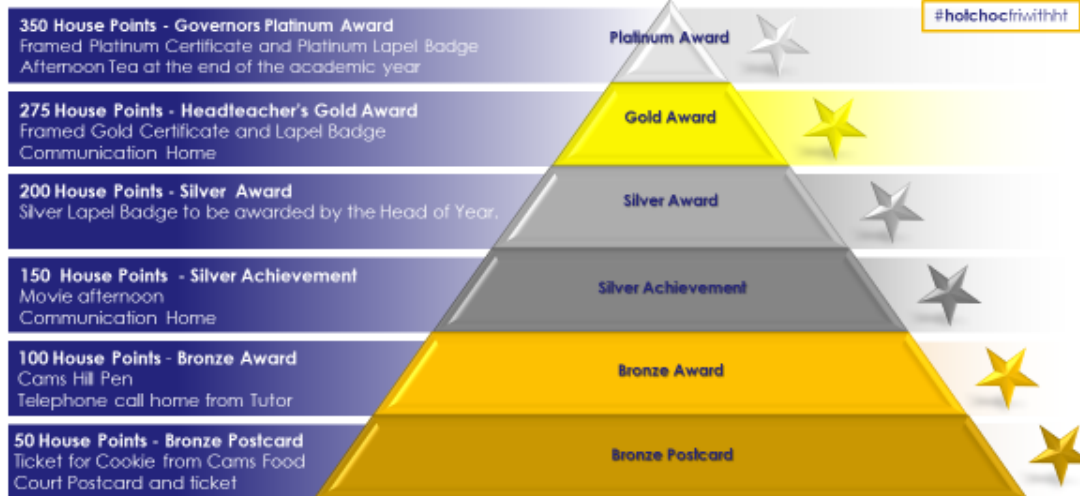 #hotchocfriwithht
350 House Points - Governors Platinum Award
Framed Platinum Certificate and Platinum Lapel Badge
Afternoon Tea at the end of the academic year
Platinum Award
275 House Points - Headteacher's Gold Award
Framed Gold Certificate and Lapel Badge
Communication Home
Gold Award
200 House Points - Silver Award
Silver Lapel Badge to be awarded by the Head of Year.
Silver Award
150 House Points - Silver Achievement
Movie afternoon
Communication Home
Silver Achievement
100 House Points - Bronze Award
Cams Hill Pen
Telephone call home from Tutor
Bronze Award
50 House Points - Bronze Postcard
Ticket for Cookie from Cams Food
Court Postcard and ticket
Bronze Postcard